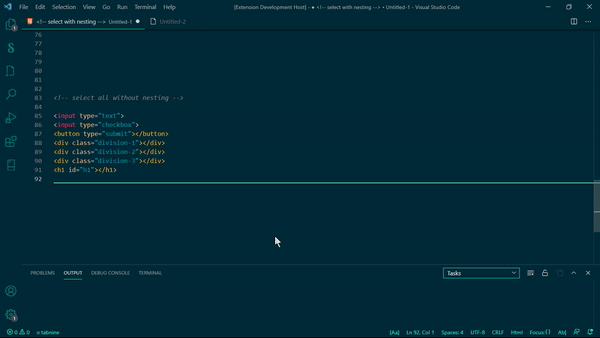 File Edit Selection View Go Run Terminal Help [Extension Development Host] - ● <!-- select with nesting --> • Untitled-1 - Visual Studio Code
<!-- select with nesting --> Untitled-1 Untitled-2
76
77
78
79
80
81
82
83 <!-- select all without nesting -->
84
85 <input type="text">
86 <input type="checkbox">
87 <button type="submit"></button>
88 <div class="division-1"></div>
89 <div class="division-2"></div>
90 <div class="division-3"></div>
91 <h1 id="h1"></h1>
92
PROBLEMS OUTPUT DEBUG CONSOLE TERMINAL Tasks
0 0 tabnine [Aa] Ln 92, Col 1 Spaces: 4 UTF-8 CRLF Html Focus:{} Ab|